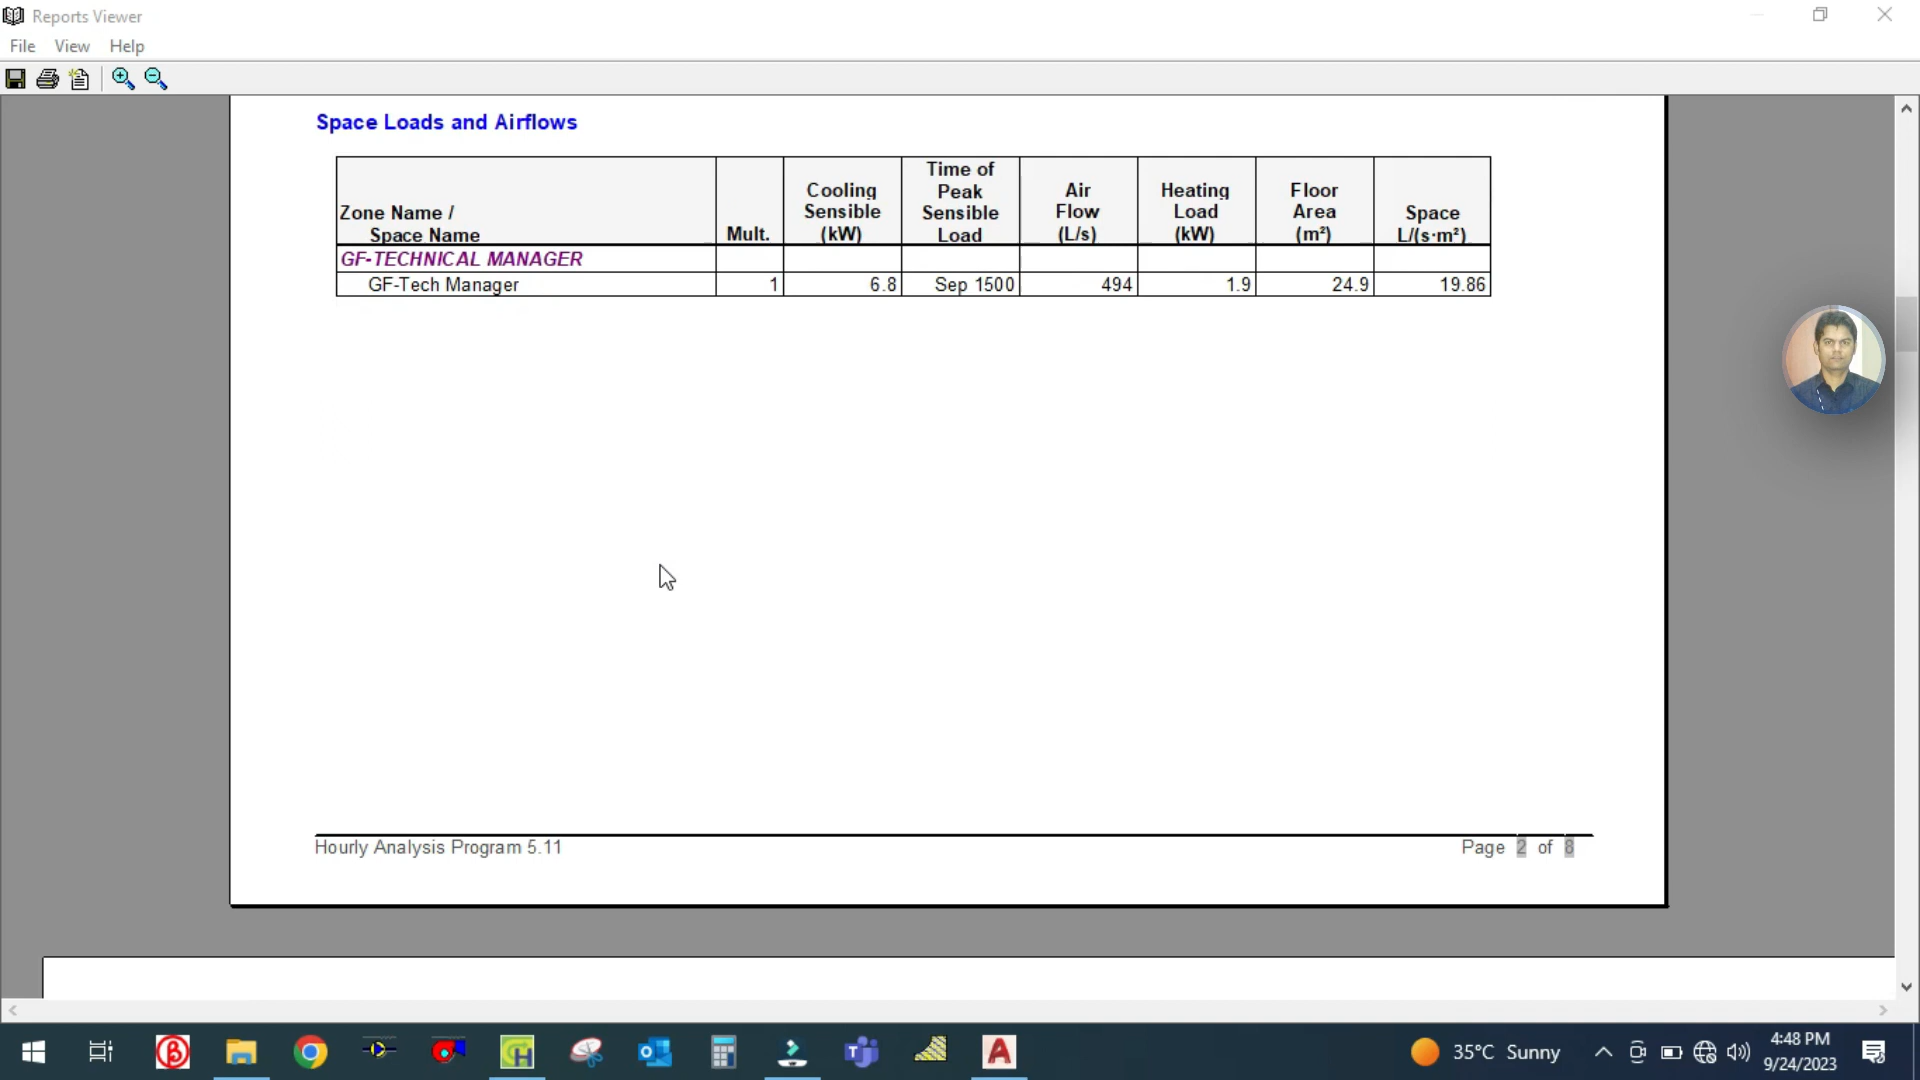 Reports Viewer
File View Help
Space Loads and Airflows
Zone Name /
Space Name
Mult.
Cooling
Sensible
(kW)
Time of
Peak
Sensible
Load
Air
Flow
(L/s)
Heating
Load
(kW)
Floor
Area
(m²)
Space
L/(s·m²)
GF-TECHNICAL MANAGER
GF-Tech Manager 1 6.8 Sep 1500 494 1.9 24.9 19.86
Hourly Analysis Program 5.11 Page 2 of 8
35°C Sunny
4:48 PM
9/24/2023